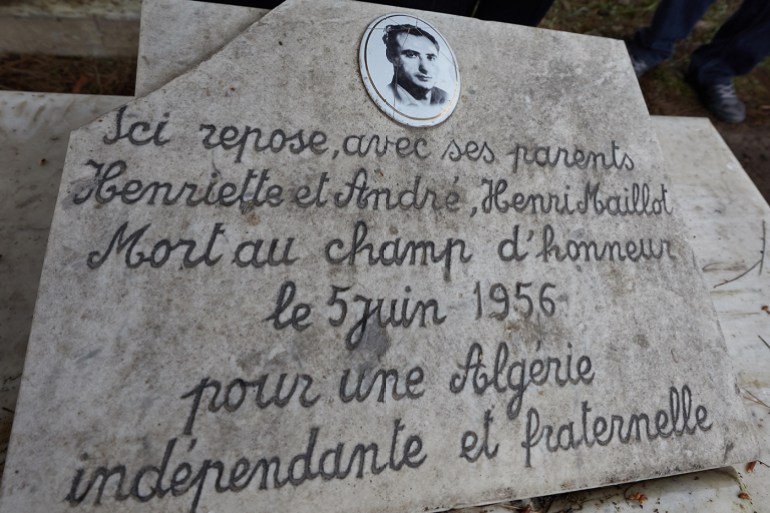 Ici repose, avec ses parents
Henriette et André, Henri Maillot
Mort au champ d'honneur
le 5 juin 1956
pour une Algérie
indépendante et fraternelle